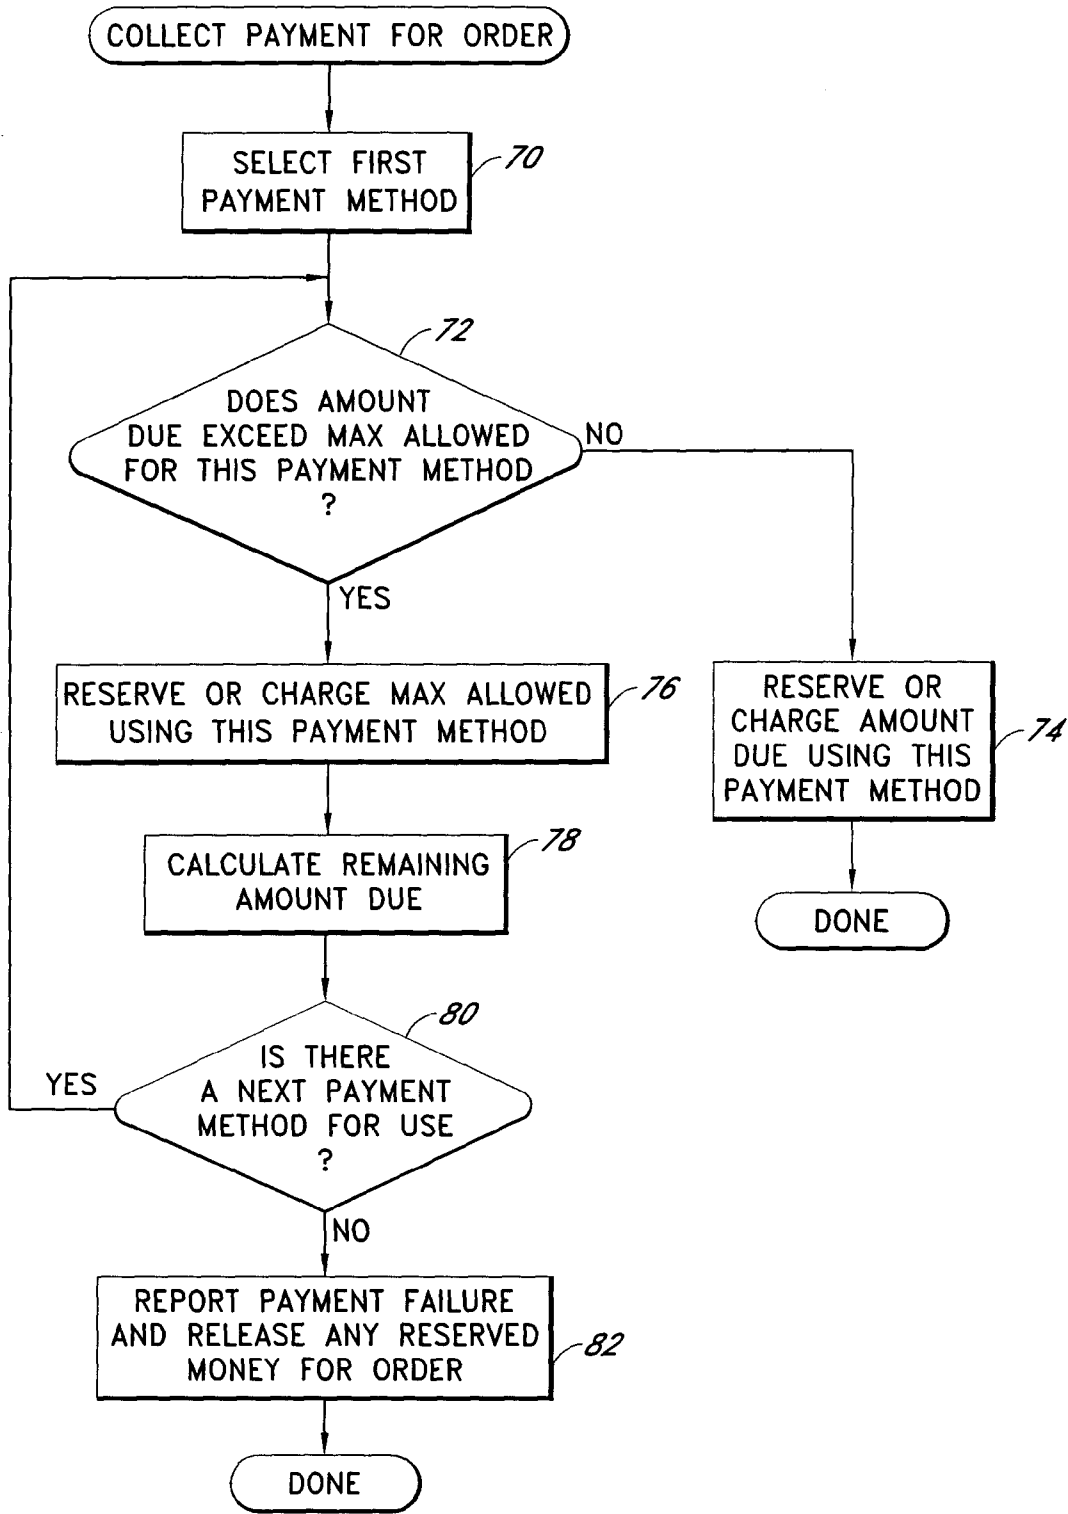 COLLECT PAYMENT FOR ORDER
SELECT FIRST
PAYMENT METHOD
70
72
DOES AMOUNT
DUE EXCEED MAX ALLOWED
FOR THIS PAYMENT METHOD
?
NO
YES
RESERVE OR CHARGE MAX ALLOWED
USING THIS PAYMENT METHOD
76
RESERVE OR
CHARGE AMOUNT
DUE USING THIS
PAYMENT METHOD
74
CALCULATE REMAINING
AMOUNT DUE
78
DONE
80
IS THERE
A NEXT PAYMENT
METHOD FOR USE
?
YES
NO
REPORT PAYMENT FAILURE
AND RELEASE ANY RESERVED
MONEY FOR ORDER
82
DONE